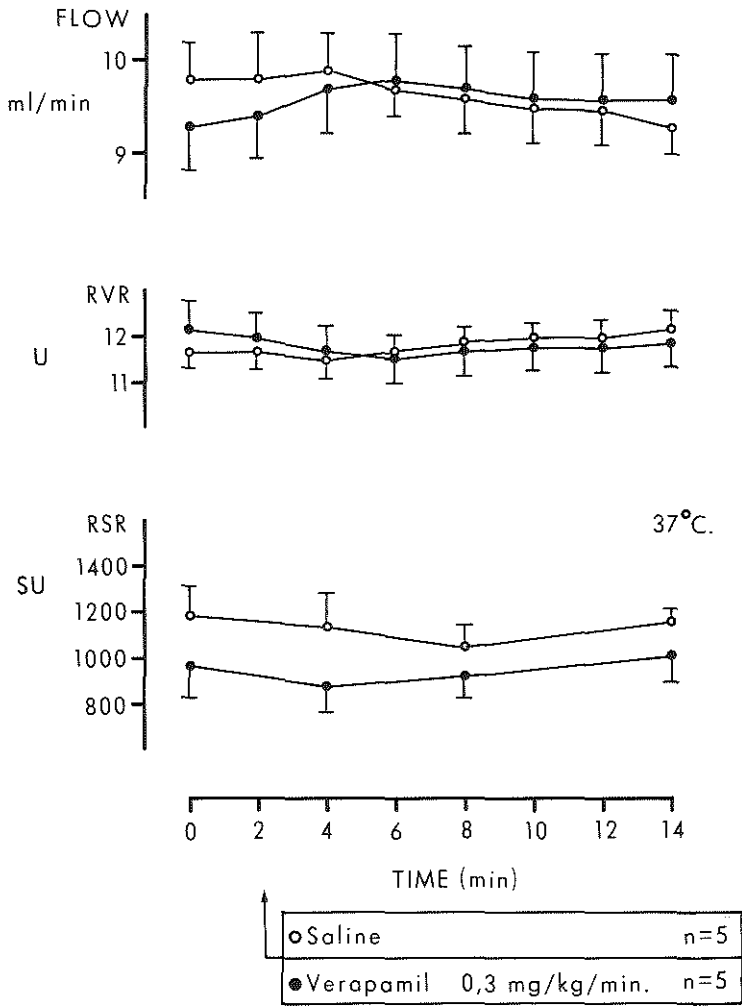 FLOW
10
ml/min
9
RVR
12
U
11
RSR
37°C.
1400
SU
1200
1000
800
0 2 4 6 8 10 12 14
TIME (min)
Saline n=5
Verapamil 0,3 mg/kg/min. n=5